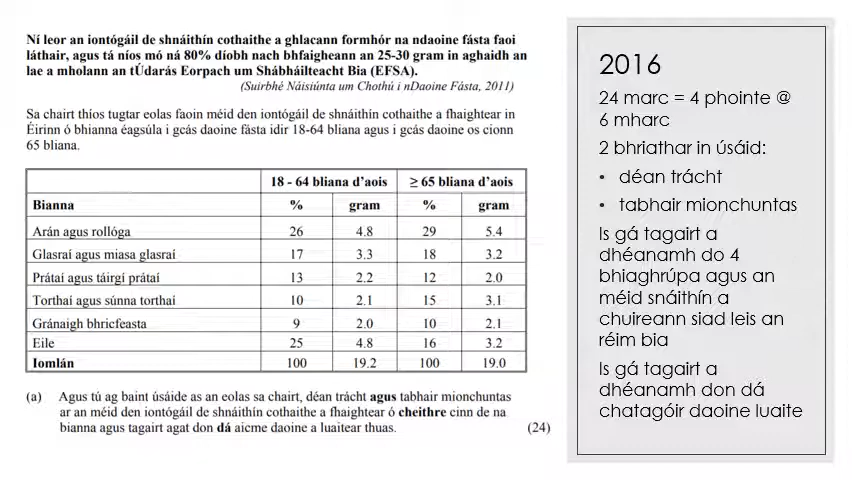 Ní leor an iontógáil de shnáithín cothaithe a ghlacann formhór na ndaoine fásta faoi
láthair, agus tá níos mó ná 80% díobh nach bhfaigheann an 25-30 gram in aghaidh an
lae a mholann an tÚdarás Eorpach um Shábháilteacht Bia (EFSA).
(Suirbhé Náisiúnta um Chothú i nDaoine Fásta, 2011)
Sa chairt thíos tugtar eolas faoin méid den iontógáil de shnáithín cothaithe a fhaightear in
Éirinn ó bhianna éagsúla i gcás daoine fásta idir 18-64 bliana agus i gcás daoine os cionn
65 bliana.
18 - 64 bliana d'aois ≥ 65 bliana d'aois
Bianna % gram % gram
Arán agus rollóga 26 4.8 29 5.4
Glasraí agus miasa glasraí 17 3.3 18 3.2
Prátaí agus táirgí prátaí 13 2.2 12 2.0
Torthaí agus súnna torthaí 10 2.1 15 3.1
Gránaigh bhricfeasta 9 2.0 10 2.1
Eile 25 4.8 16 3.2
Iomlán 100 19.2 100 19.0
(a) Agus tú ag baint úsáide as an eolas sa chairt, déan trácht agus tabhair mionchuntas
ar an méid den iontógáil de shnáithín cothaithe a fhaightear ó cheithre cinn de na
bianna agus tagairt agat don dá aicme daoine a luaitear thuas. (24)
2016
24 marc = 4 phointe @
6 mharc
2 bhriathar in úsáid:
• déan trácht
• tabhair mionchuntas
Is gá tagairt a
dhéanamh do 4
bhiaghrúpa agus an
méid snáithín a
chuireann siad leis an
réim bia
Is gá tagairt a
dhéanamh don dá
chatagóir daoine luaite